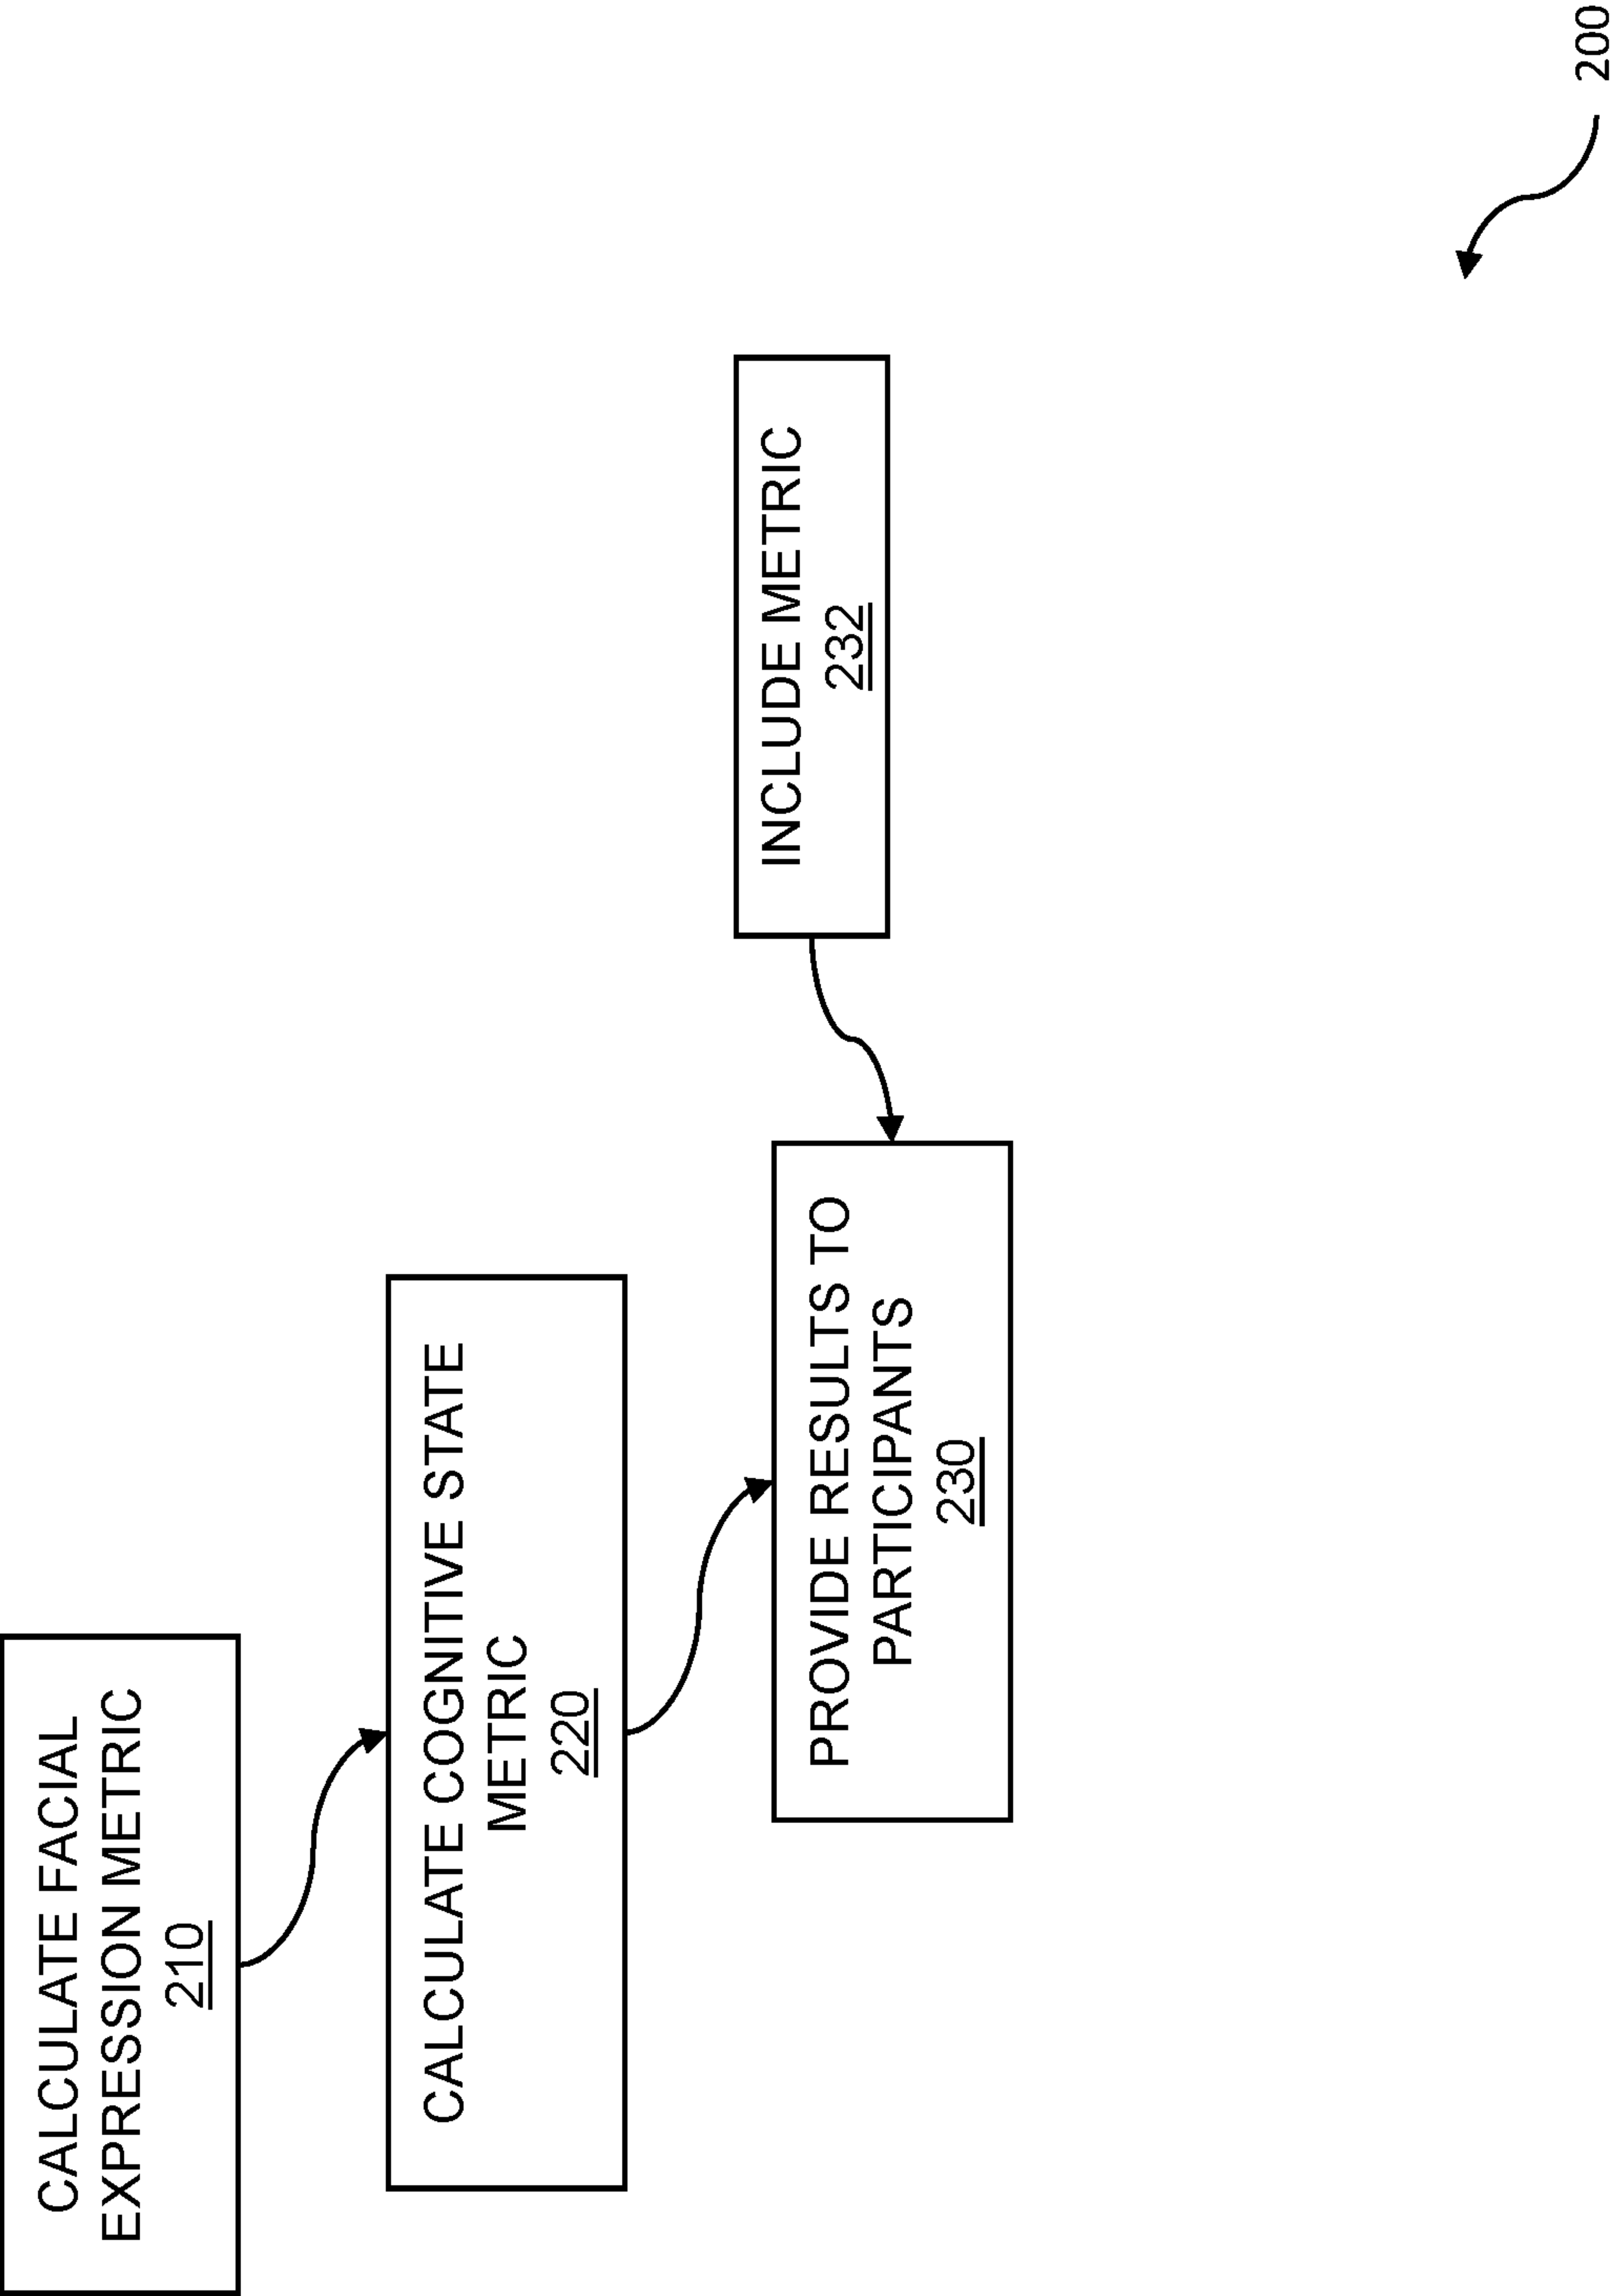 CALCULATE FACIAL
EXPRESSION METRIC
210
CALCULATE COGNITIVE STATE
METRIC
220
PROVIDE RESULTS TO
PARTICIPANTS
230
INCLUDE METRIC
232
200